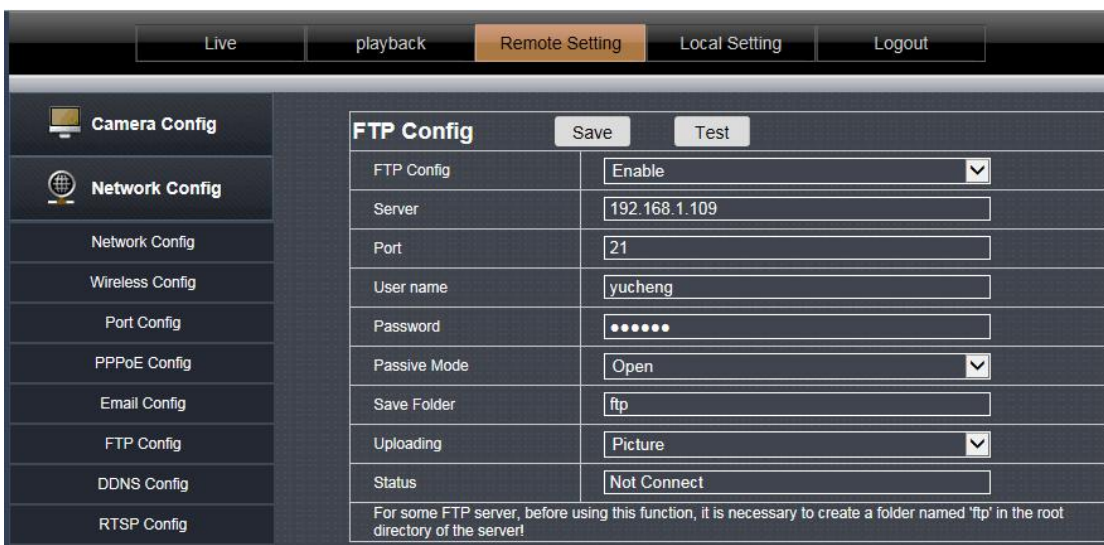 Live playback Remote Setting Local Setting Logout
Camera Config
Network Config
Network Config
Wireless Config
Port Config
PPPoE Config
Email Config
FTP Config
DDNS Config
RTSP Config
FTP Config Save Test
FTP Config Enable
Server 192.168.1.109
Port 21
User name yucheng
Password ●●●●●●
Passive Mode Open
Save Folder ftp
Uploading Picture
Status Not Connect
For some FTP server, before using this function, it is necessary to create a folder named 'ftp' in the root
directory of the server!